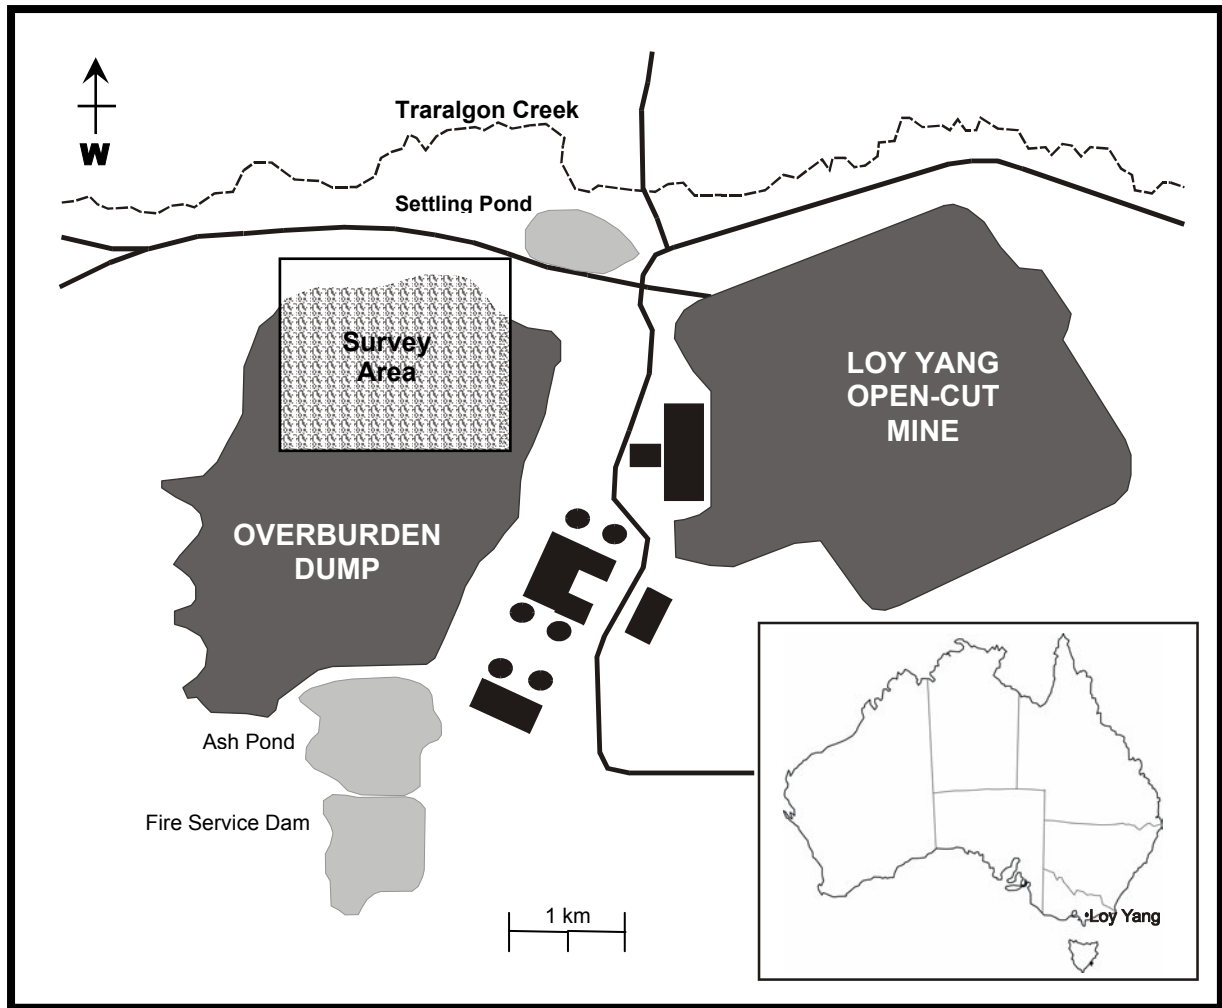 Traralgon Creek
W
Settling Pond
Survey
Area
LOY YANG
OPEN-CUT
MINE
OVERBURDEN
DUMP
Ash Pond
Fire Service Dam
1 km
Loy Yang